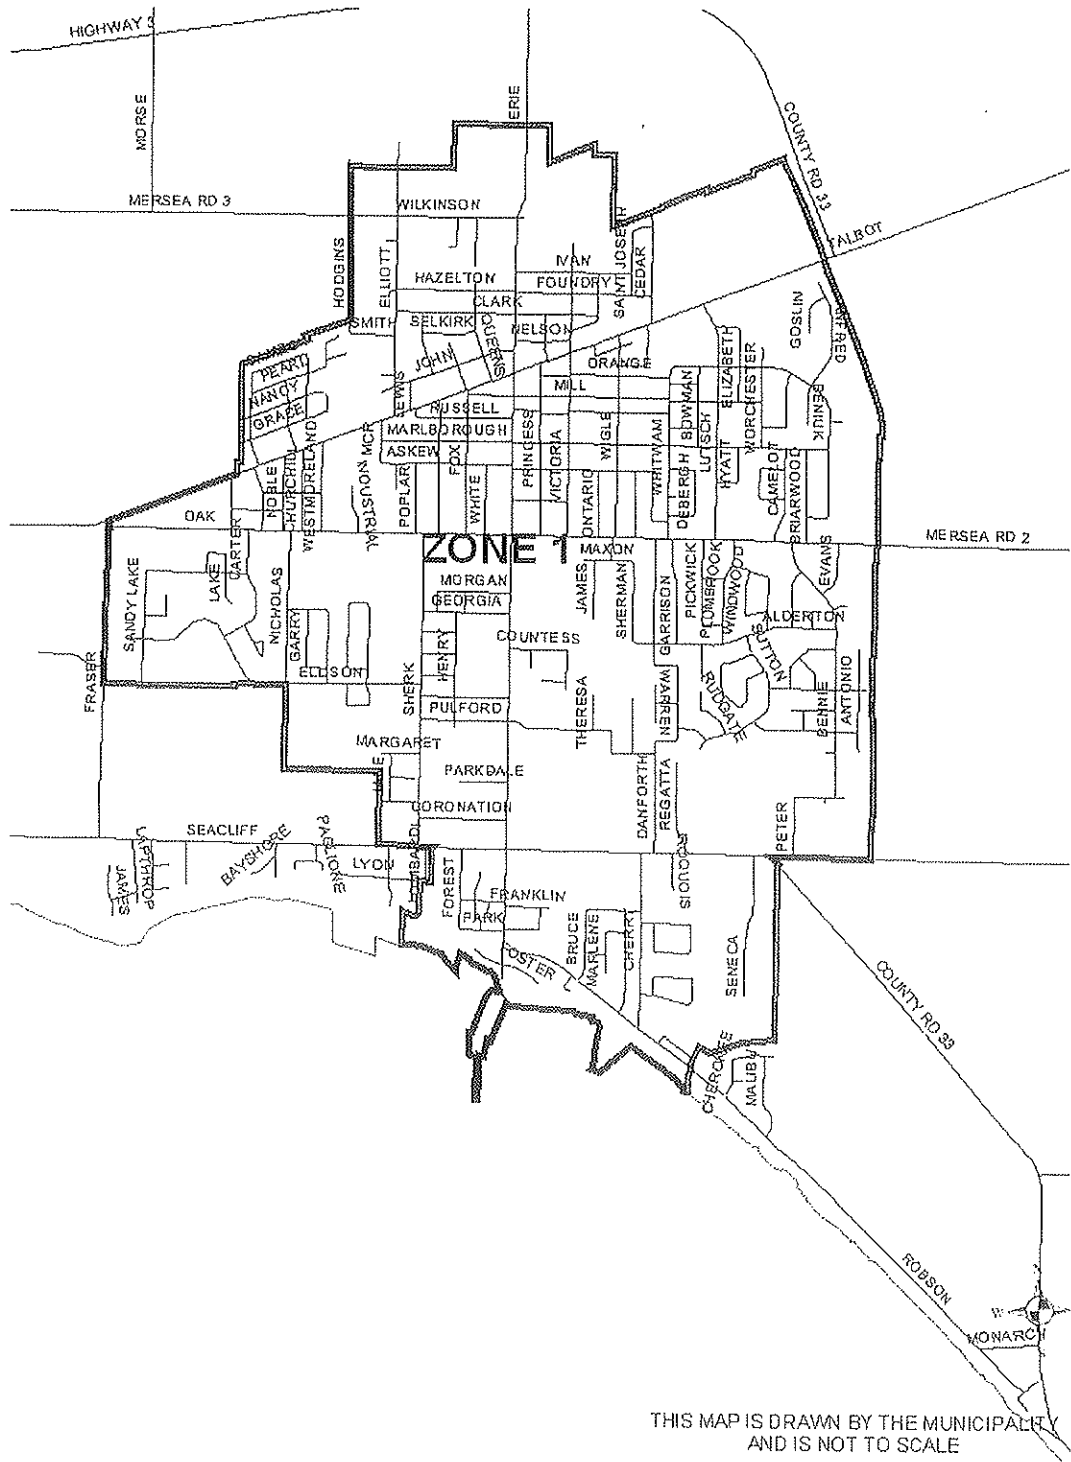 HIGHWAY 3
MORSE
ERIE
COUNTY RD 33
MERSEA RD 3
WILKINSON
TALBOT
HODGINS
ELLIOTT
SAINT JOSEPH
CEDAR
IVAN
HAZELTON
FOUNDRY
CLARK
SMITH
SELKIRK
QUEENS
NELSON
GOSLIN
JOHN
ORANGE
ELIZABETH
WORCHESTER
PEART
NANCY
GRACE
MILL
BENIUK
LEWIS
RUSSELL
MARLBOROUGH
ASKEW
FOX
PRINCESS
VICTORIA
WIGLE
WHITWAM
BOWMAN
LUTSCH
HYATT
DEBERGH
CAMELOT
BRIARWOOD
NOBLE
CHURCHILL
WESTMORELAND
INDUSTRIAL
POPLAR
WHITE
ONTARIO
OAK
CARTER
ZONE 1
MAXON
MERSEA RD 2
SANDY LAKE
LAKE
NICHOLAS
GARRY
MORGAN
GEORGIA
JAMES
SHERMAN
GARRISON
PICKWICK
PLUMBROOK
WINDWOOD
EVANS
ALDERTON
SUTTON
COUNTESS
HENRY
ELLISON
SHERK
FRASER
PULFORD
THERESA
WARREN
RUDGATE
BENNIE
ANTONIO
MARGARET
PARKDALE
CORONATION
DANFORTH
REGATTA
PETER
SEACLIFF
BAYSHORE
LYON
JAMES
FOREST
FRANKLIN
PARK
FOSTER
BRUCE
MARLENE
CHERRY
SENECA
COUNTY RD 33
CHEROKEE
MALIBU
ROBSON
W
MONARCH
THIS MAP IS DRAWN BY THE MUNICIPALITY
AND IS NOT TO SCALE